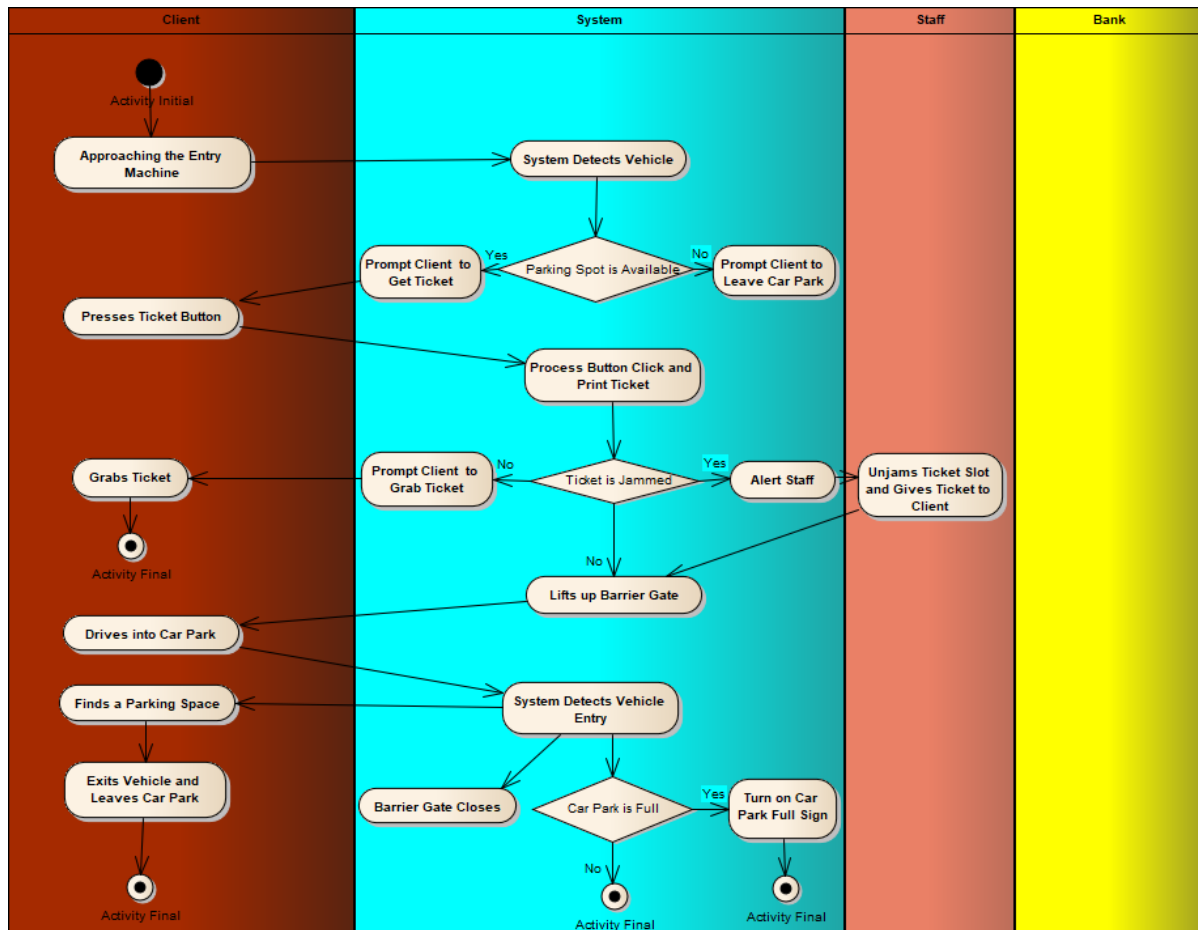 Client
System
Staff
Bank
Activity Initial
Approaching the Entry
Machine
System Detects Vehicle
Yes
Parking Spot is Available
No
Prompt Client to
Get Ticket
Prompt Client to
Leave Car Park
Presses Ticket Button
Process Button Click and
Print Ticket
Grabs Ticket
Prompt Client to
Grab Ticket
No
Ticket is Jammed
Yes
Alert Staff
Unjams Ticket Slot
and Gives Ticket to
Client
Activity Final
No
Lifts up Barrier Gate
Drives into Car Park
Finds a Parking Space
System Detects Vehicle
Entry
Exits Vehicle and
Leaves Car Park
Barrier Gate Closes
Car Park is Full
Yes
Turn on Car
Park Full Sign
No
Activity Final
Activity Final
Activity Final